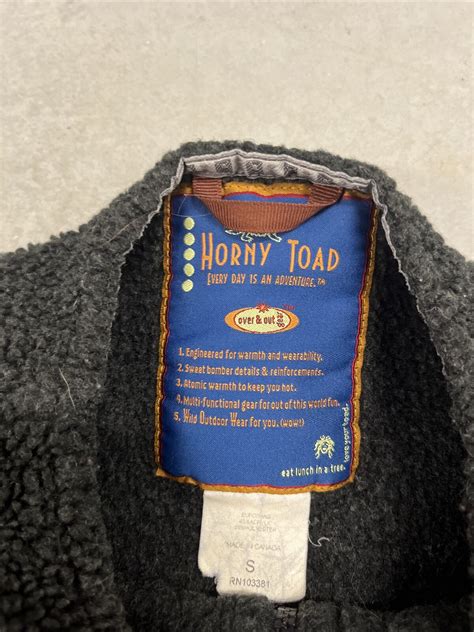 HORNY TOAD
EVERY DAY IS AN ADVENTURE.™
over & out
gear
1. Engineered for warmth and wearability.
2. Sweet bomber details & reinforcements.
3. Atomic warmth to keep you hot.
4. Multi-functional gear for out of this world fun.
5. Wild Outdoor Wear for you. (wow!)
love your toad.
eat lunch in a tree.
MADE IN CANADA
S
RN103381